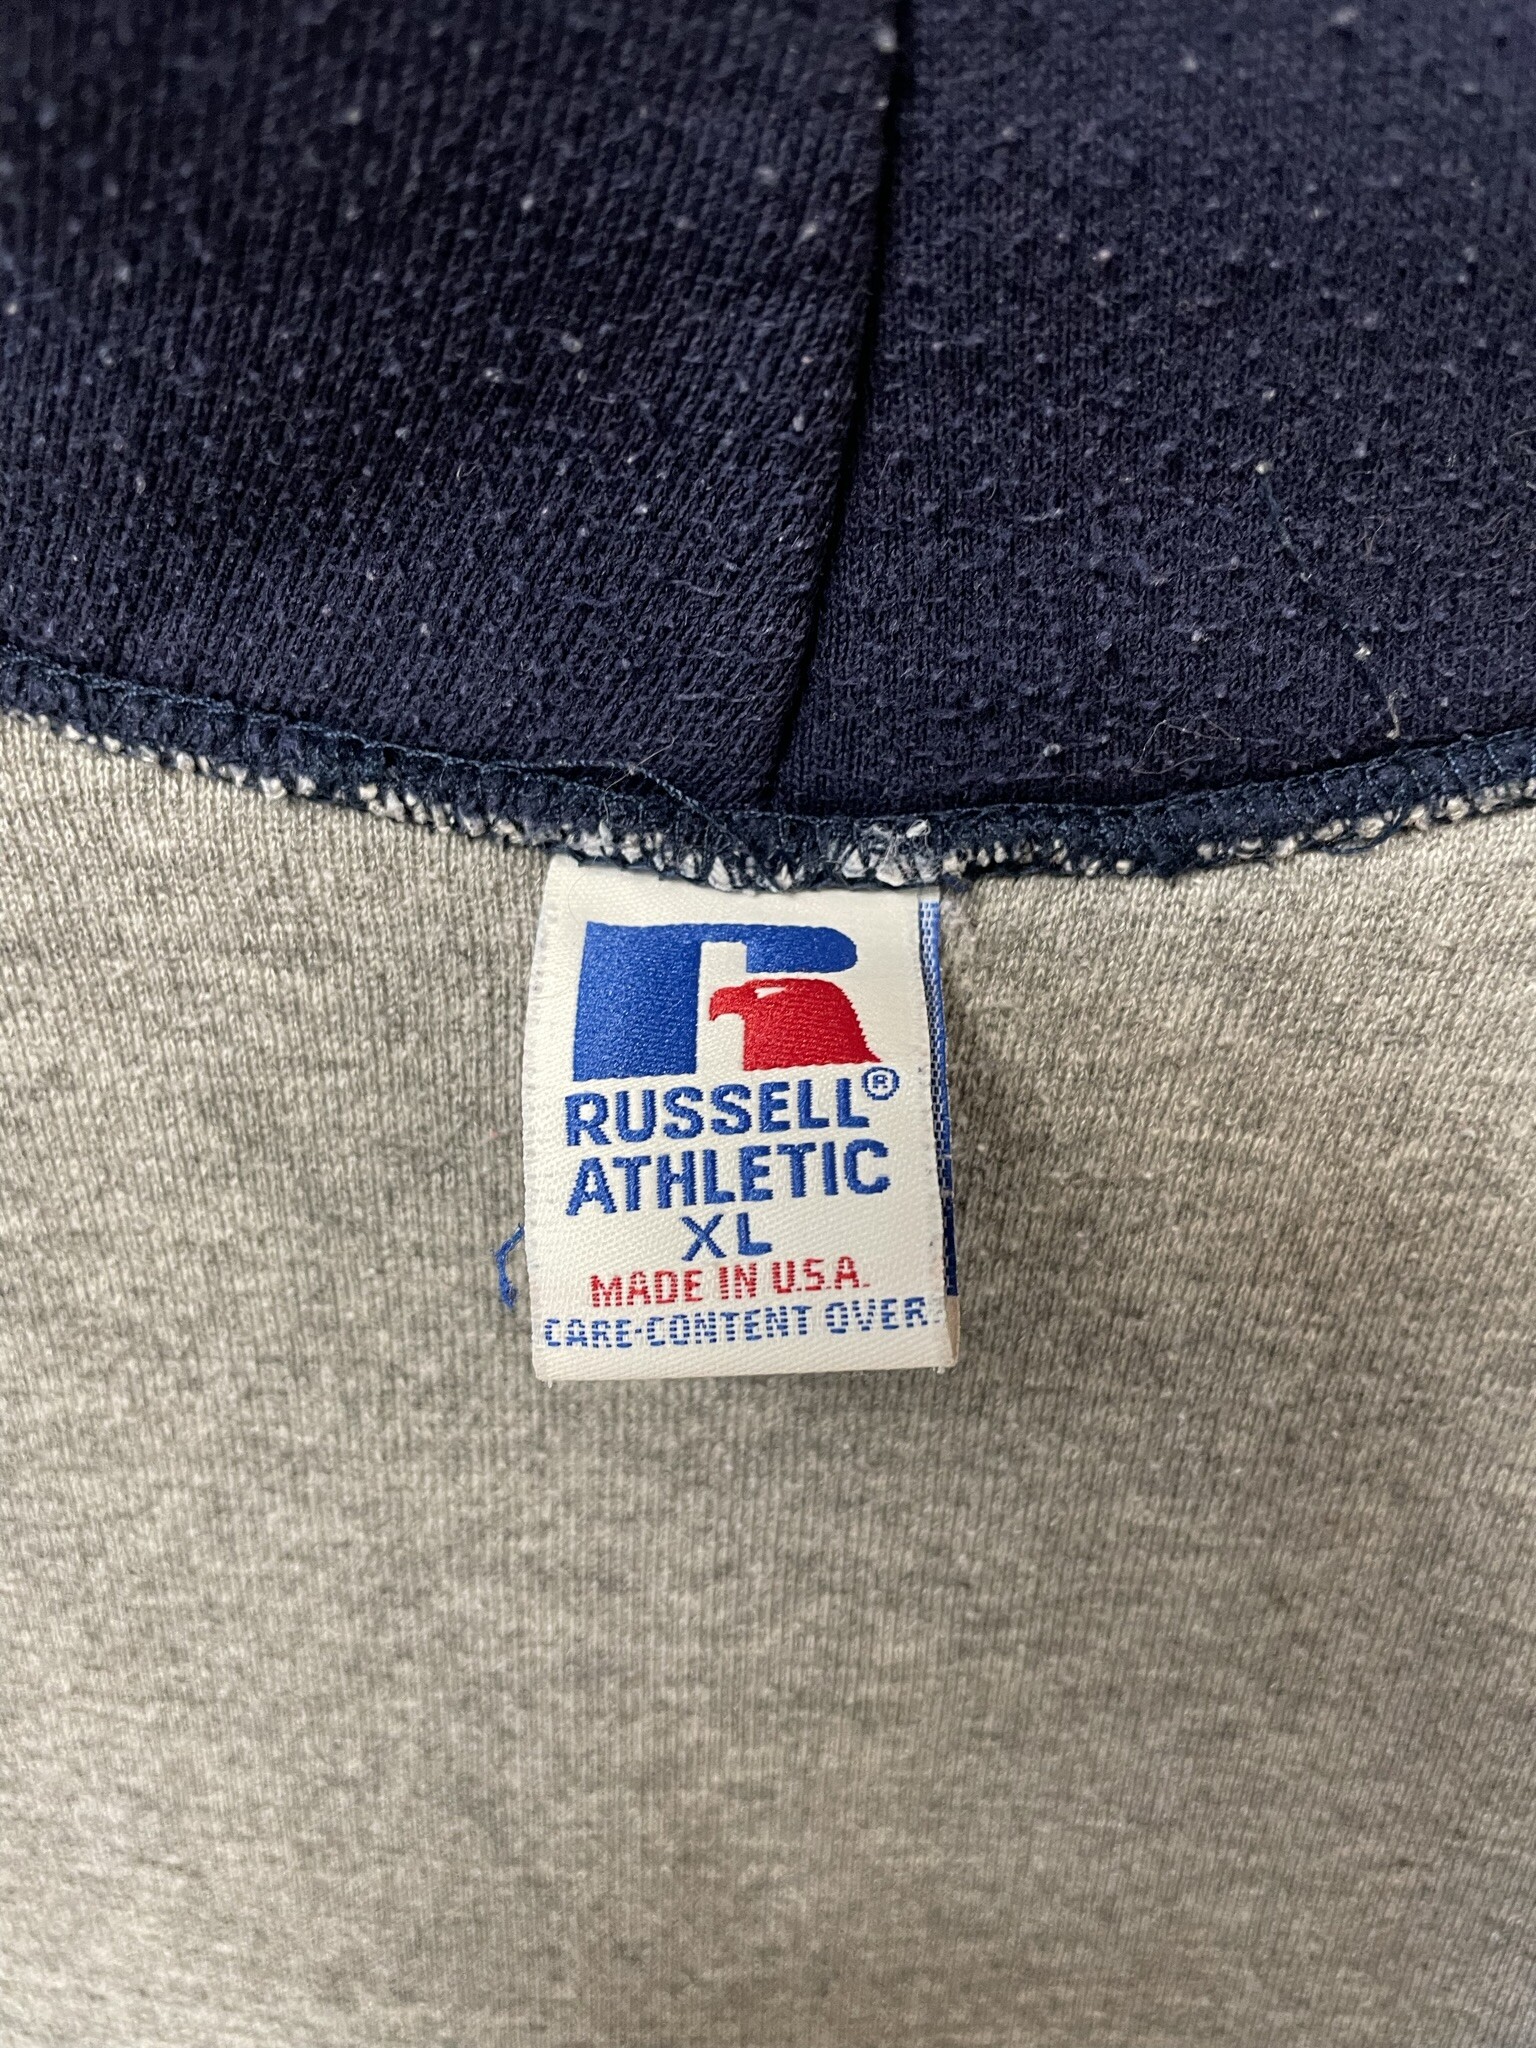 R
RUSSELL®
ATHLETIC
XL
MADE IN U.S.A.
CARE-CONTENT OVER